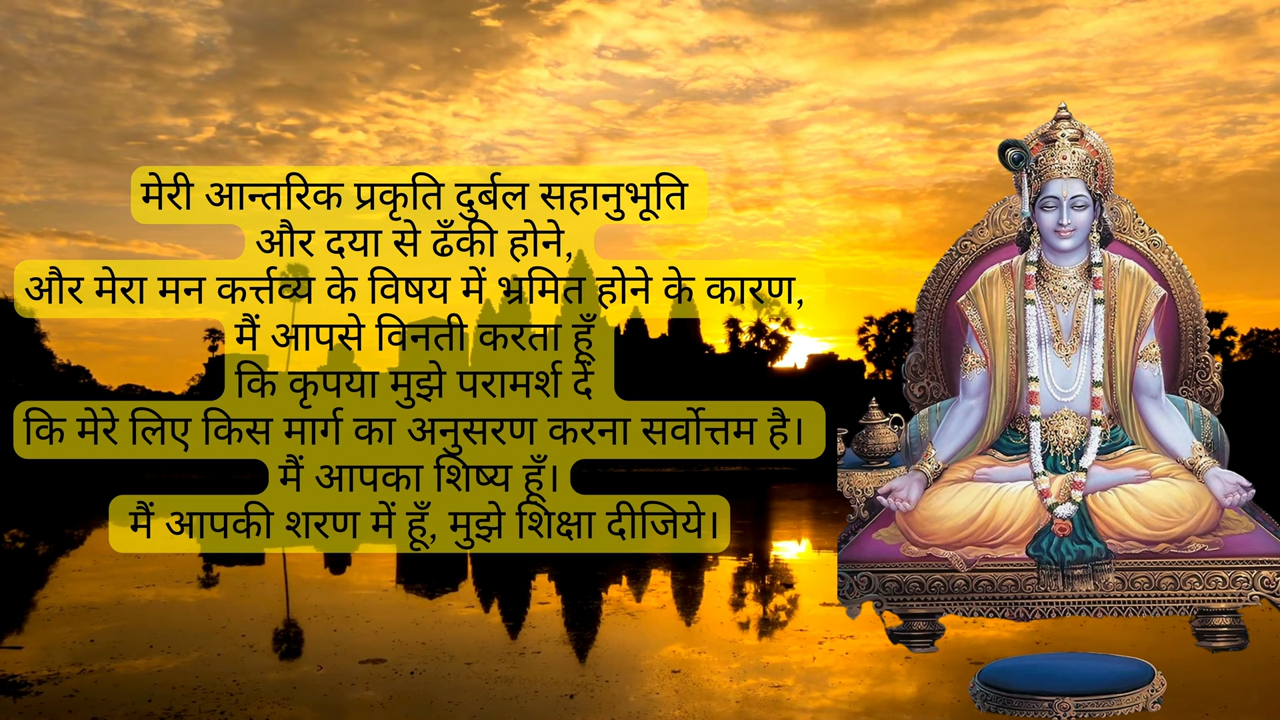 मेरी आन्तरिक प्रकृति दुर्बल सहानुभूति
और दया से ढँकी होने,
और मेरा मन कर्त्तव्य के विषय में भ्रमित होने के कारण,
मैं आपसे विनती करता हूँ
कि कृपया मुझे परामर्श दें
कि मेरे लिए किस मार्ग का अनुसरण करना सर्वोत्तम है।
मैं आपका शिष्य हूँ।
मैं आपकी शरण में हूँ, मुझे शिक्षा दीजिये।